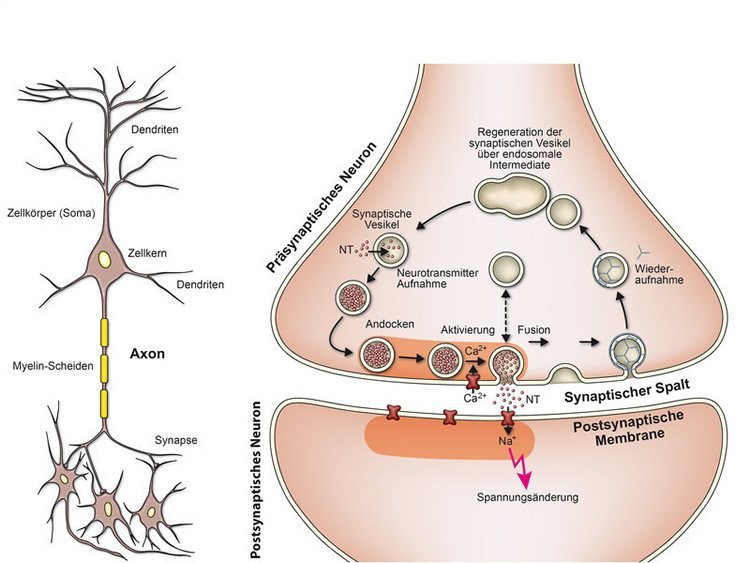 Dendriten
Zellkörper (Soma)
Zellkern
Dendriten
Axon
Myelin-Scheiden
Synapse
Präsynaptisches Neuron
Regeneration der
synaptischen Vesikel
über endosomale
Intermediate
Synaptische
Vesikel
NT
Neurotransmitter
Aufnahme
Wieder-
aufnahme
Andocken
Aktivierung
Fusion
Ca2+
Ca2+
NT
Synaptischer Spalt
Postsynaptische
Membrane
Postsynaptisches Neuron
Na+
Spannungsänderung